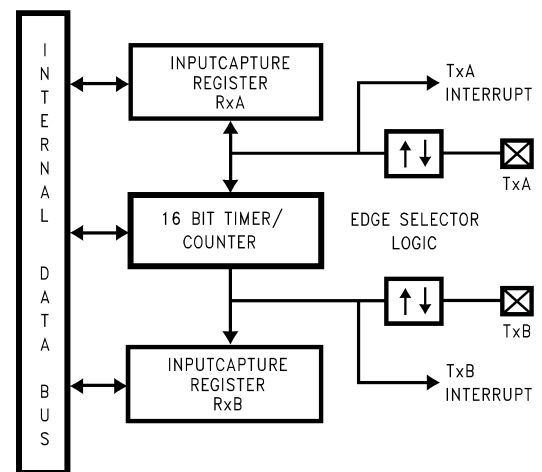 INTERNAL DATA BUS
INPUTCAPTURE
REGISTER
RxA
TxA
INTERRUPT
TxA
16 BIT TIMER/
COUNTER
EDGE SELECTOR
LOGIC
TxB
INPUTCAPTURE
REGISTER
RxB
TxB
INTERRUPT